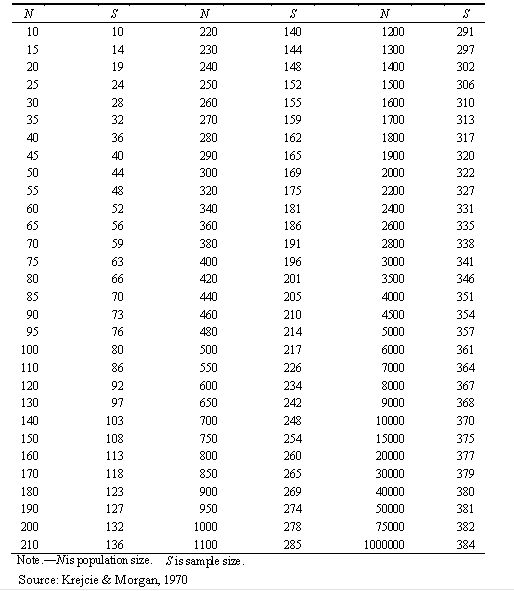 N S N S N S
10 10 220 140 1200 291
15 14 230 144 1300 297
20 19 240 148 1400 302
25 24 250 152 1500 306
30 28 260 155 1600 310
35 32 270 159 1700 313
40 36 280 162 1800 317
45 40 290 165 1900 320
50 44 300 169 2000 322
55 48 320 175 2200 327
60 52 340 181 2400 331
65 56 360 186 2600 335
70 59 380 191 2800 338
75 63 400 196 3000 341
80 66 420 201 3500 346
85 70 440 205 4000 351
90 73 460 210 4500 354
95 76 480 214 5000 357
100 80 500 217 6000 361
110 86 550 226 7000 364
120 92 600 234 8000 367
130 97 650 242 9000 368
140 103 700 248 10000 370
150 108 750 254 15000 375
160 113 800 260 20000 377
170 118 850 265 30000 379
180 123 900 269 40000 380
190 127 950 274 50000 381
200 132 1000 278 75000 382
210 136 1100 285 1000000 384
Note.—N is population size. S is sample size.
Source: Krejcie & Morgan, 1970